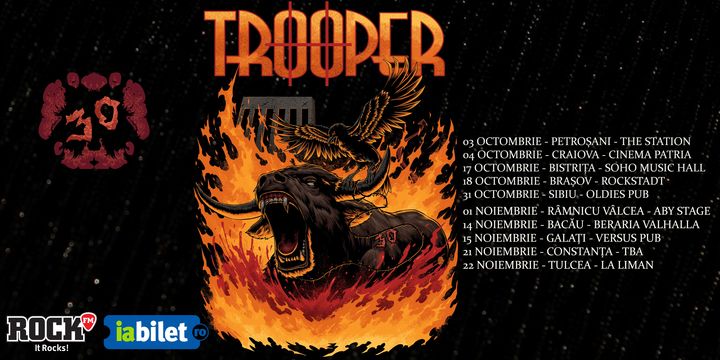 TROOPER
30
03 OCTOMBRIE - PETROȘANI - THE STATION
04 OCTOMBRIE - CRAIOVA - CINEMA PATRIA
17 OCTOMBRIE - BISTRIȚA - SOHO MUSIC HALL
18 OCTOMBRIE - BRAȘOV - ROCKSTADT
31 OCTOMBRIE - SIBIU - OLDIES PUB
01 NOIEMBRIE - RÂMNICU VÂLCEA - ABY STAGE
14 NOIEMBRIE - BACĂU - BERARIA VALHALLA
15 NOIEMBRIE - GALAȚI - VERSUS PUB
21 NOIEMBRIE - CONSTANȚA - TBA
22 NOIEMBRIE - TULCEA - LA LIMAN
ROCK FM
It Rocks!
iabilet.ro